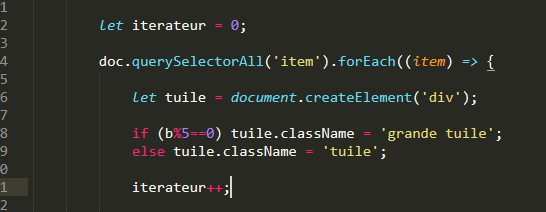 1
2 let iterateur = 0;
3
4 doc.querySelectorAll('item').forEach((item) => {
5
6 let tuile = document.createElement('div');
7
8 if (b%5==0) tuile.className = 'grande tuile';
9 else tuile.className = 'tuile';
0
1 iterateur++;
2